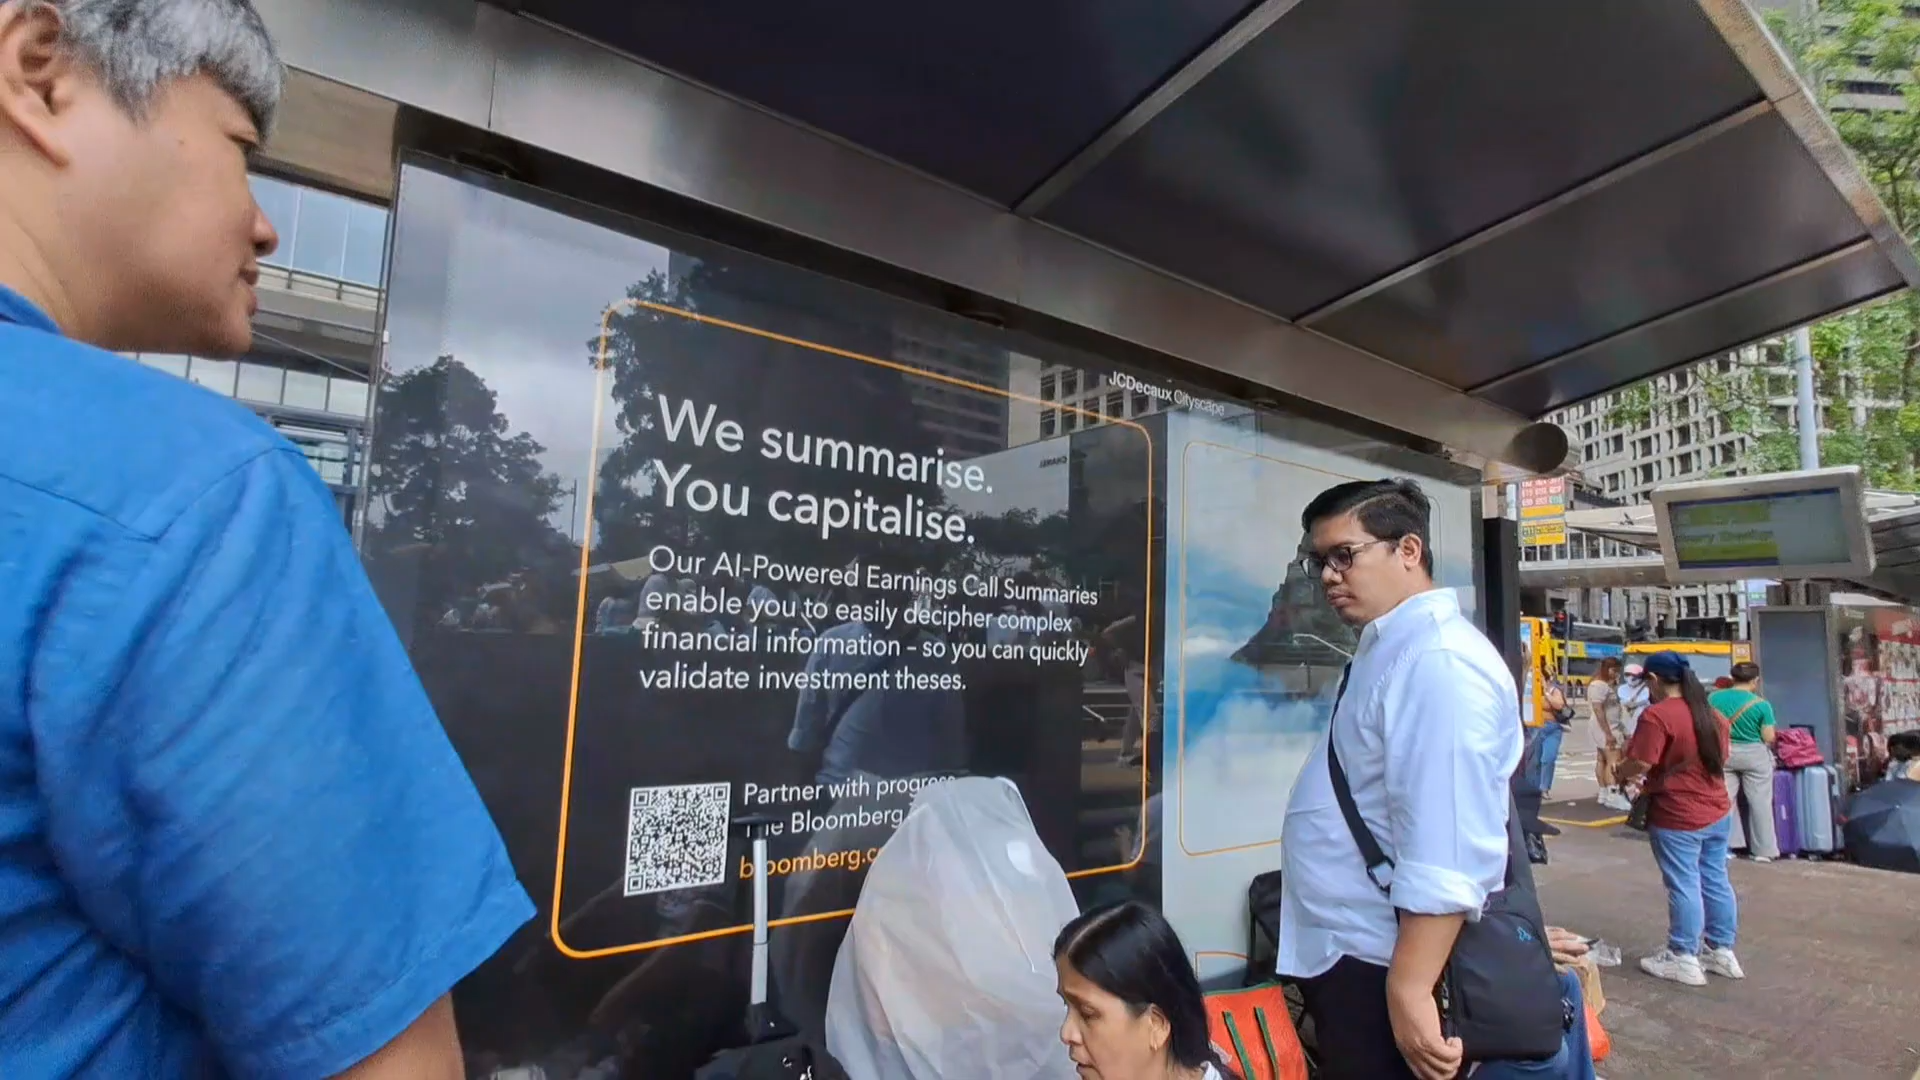 We summarise.
You capitalise.
Our AI-Powered Earnings Call Summaries
enable you to easily decipher complex
financial information – so you can quickly
validate investment theses.
Partner with
Bloomberg
JCDecaux Cityscape
CHANEL